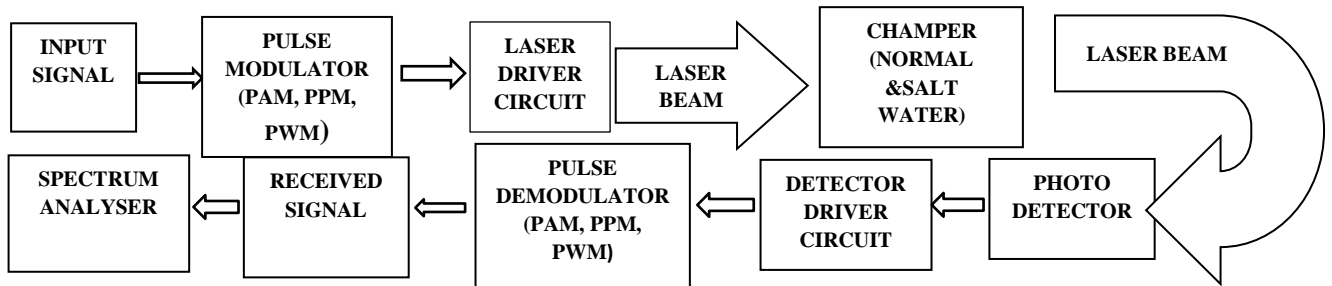 INPUT
SIGNAL
PULSE
MODULATOR
(PAM, PPM,
PWM)
LASER
DRIVER
CIRCUIT
LASER
BEAM
CHAMPER
(NORMAL
&SALT
WATER)
LASER BEAM
PHOTO
DETECTOR
DETECTOR
DRIVER
CIRCUIT
PULSE
DEMODULATOR
(PAM, PPM,
PWM)
RECEIVED
SIGNAL
SPECTRUM
ANALYSER